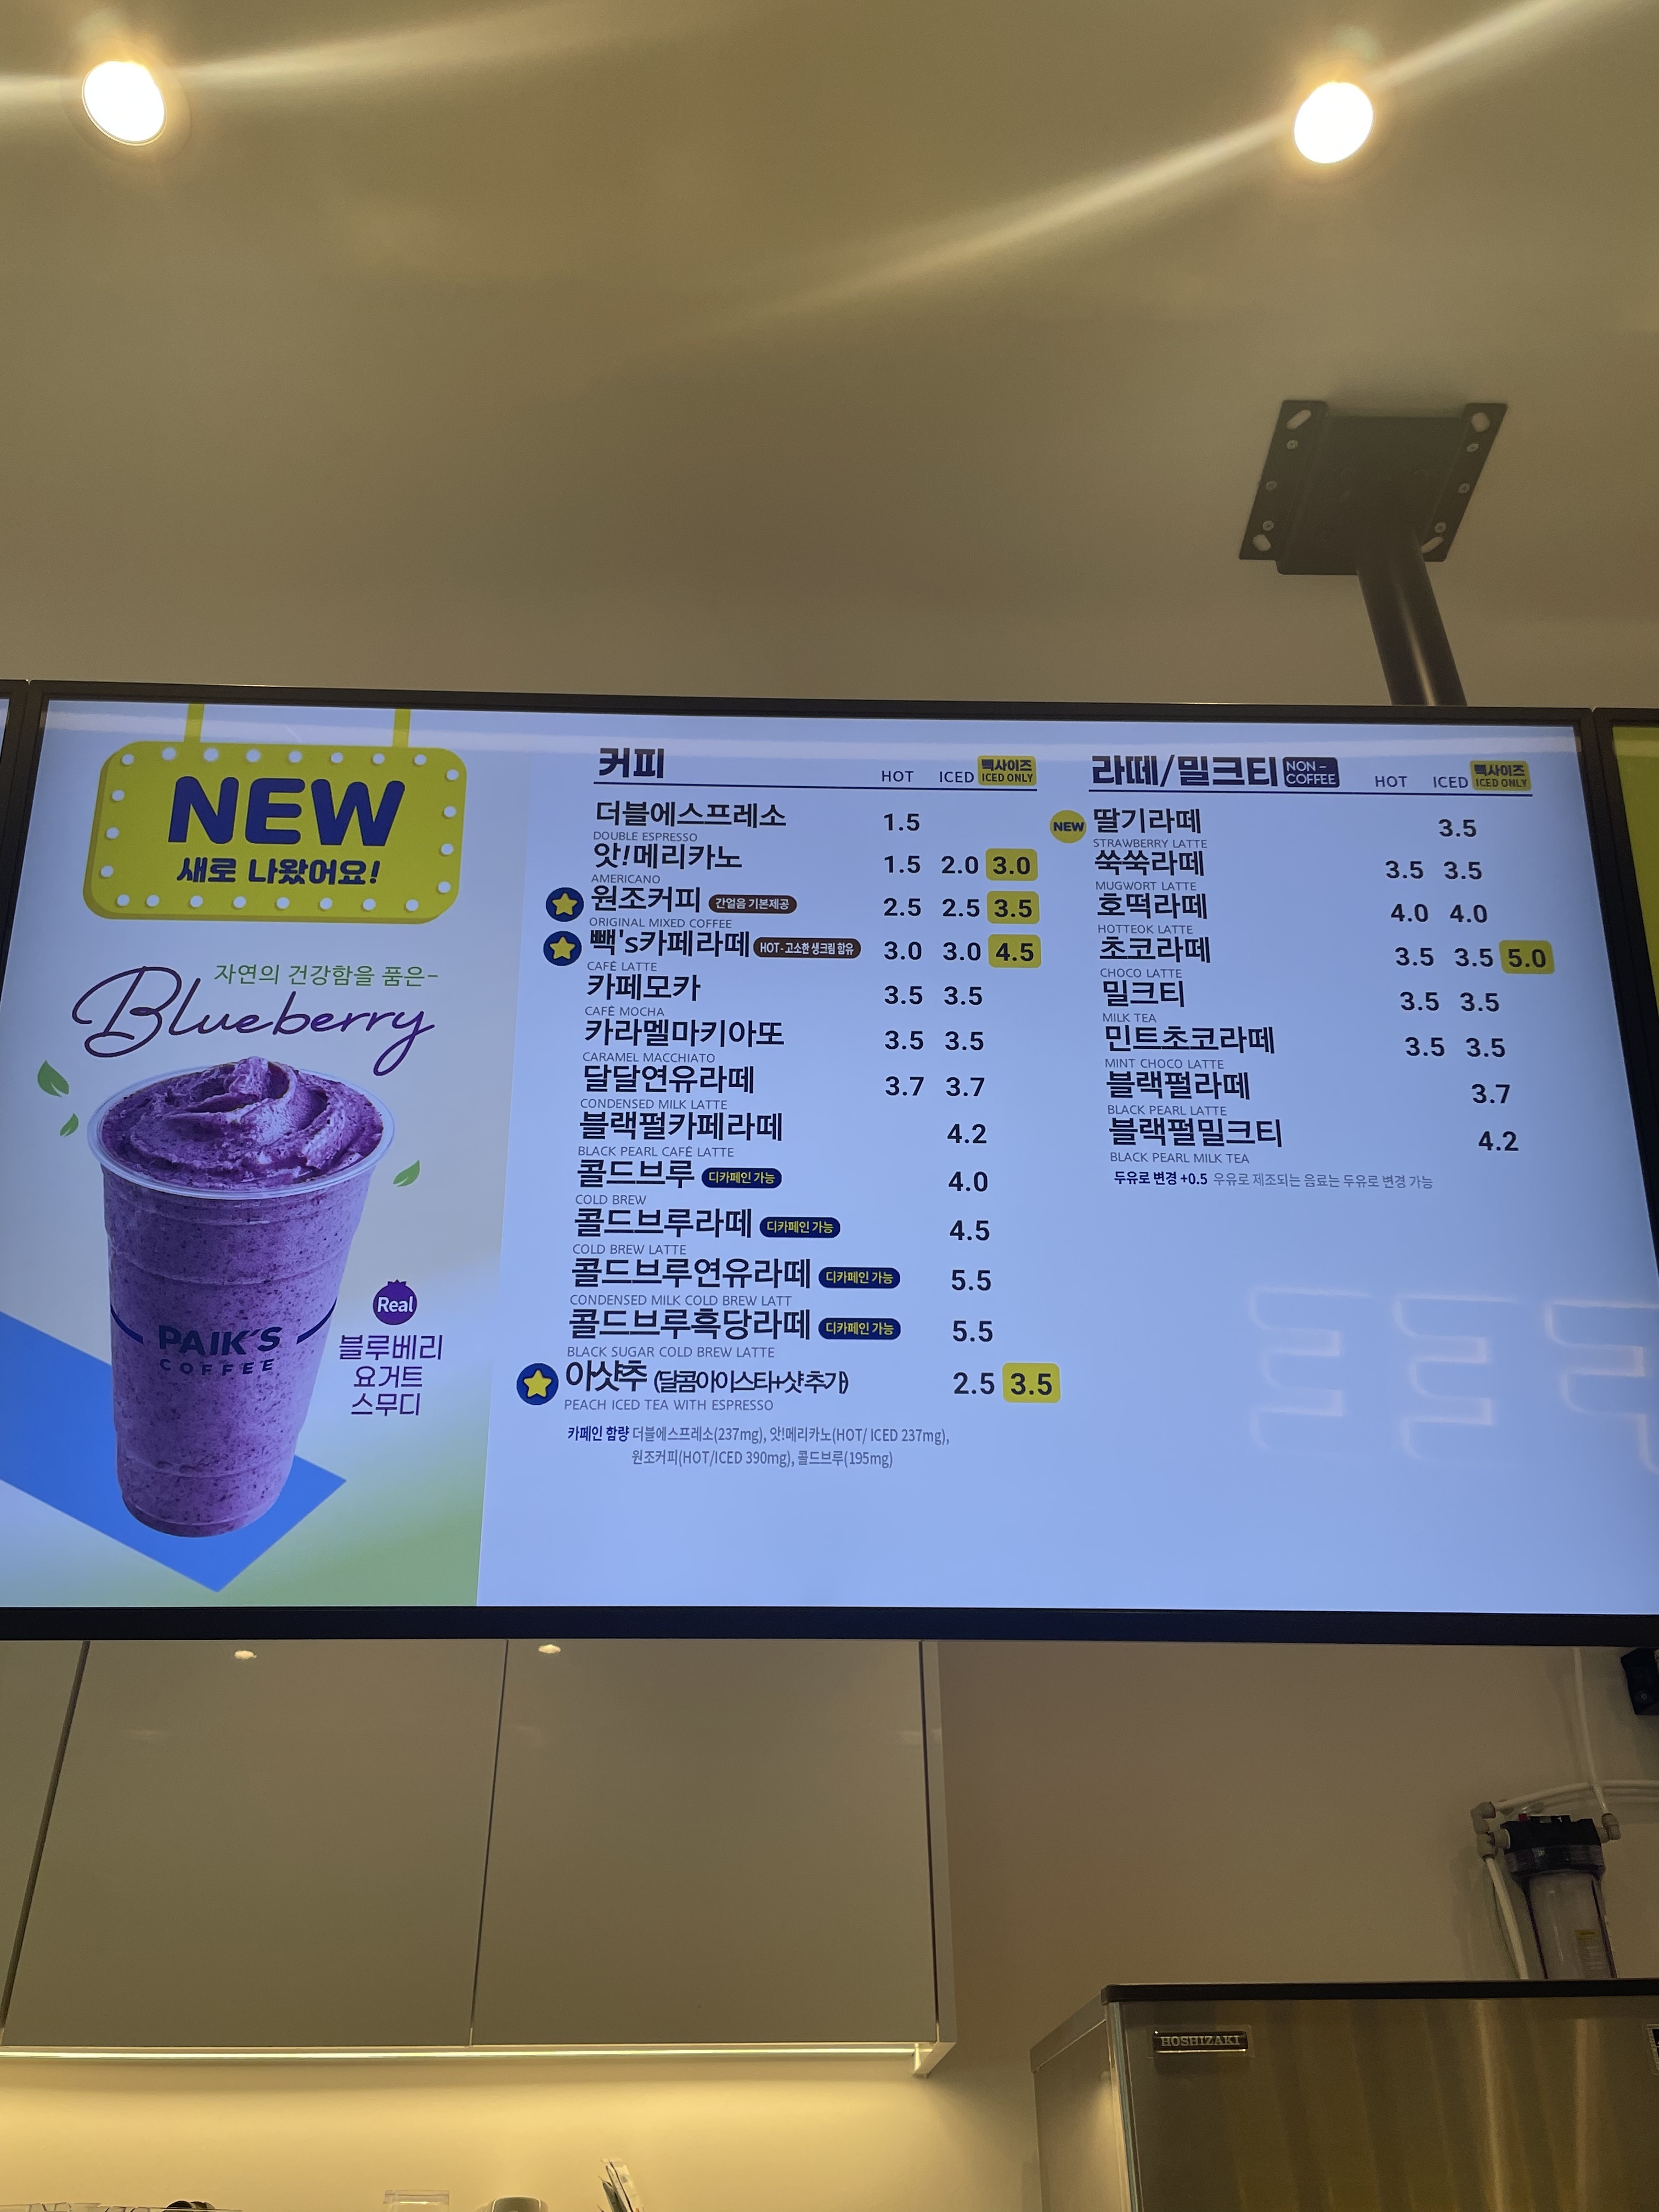 NEW
새로 나왔어요!
자연의 건강함을 품은-
Blueberry
PAIK'S
COFFEE
Real
블루베리
요거트
스무디
커피 HOT ICED 빽사이즈 ICED ONLY
더블에스프레소 1.5
DOUBLE ESPRESSO
앗!메리카노 1.5 2.0 3.0
AMERICANO
원조커피 간얼음 기본제공 2.5 2.5 3.5
ORIGINAL MIXED COFFEE
빽's카페라떼 HOT - 고소한 생크림 함유 3.0 3.0 4.5
CAFÉ LATTE
카페모카 3.5 3.5
CAFÉ MOCHA
카라멜마키아또 3.5 3.5
CARAMEL MACCHIATO
달달연유라떼 3.7 3.7
CONDENSED MILK LATTE
블랙펄카페라떼 4.2
BLACK PEARL CAFÉ LATTE
콜드브루 디카페인 가능 4.0
COLD BREW
콜드브루라떼 디카페인 가능 4.5
COLD BREW LATTE
콜드브루연유라떼 디카페인 가능 5.5
CONDENSED MILK COLD BREW LATT
콜드브루흑당라떼 디카페인 가능 5.5
BLACK SUGAR COLD BREW LATTE
아샷추 (달콤아이스티+샷 추가) 2.5 3.5
PEACH ICED TEA WITH ESPRESSO
카페인 함량 더블에스프레소(237mg), 앗!메리카노(HOT/ ICED 237mg),
원조커피(HOT/ICED 390mg), 콜드브루(195mg)
라떼/밀크티 NON-COFFEE HOT ICED 빽사이즈 ICED ONLY
NEW 딸기라떼 3.5
STRAWBERRY LATTE
쑥쑥라떼 3.5 3.5
MUGWORT LATTE
호떡라떼 4.0 4.0
HOTTEOK LATTE
초코라떼 3.5 3.5 5.0
CHOCO LATTE
밀크티 3.5 3.5
MILK TEA
민트초코라떼 3.5 3.5
MINT CHOCO LATTE
블랙펄라떼 3.7
BLACK PEARL LATTE
블랙펄밀크티 4.2
BLACK PEARL MILK TEA
두유로 변경 +0.5 우유로 제조되는 음료는 두유로 변경 가능
HOSHIZAKI